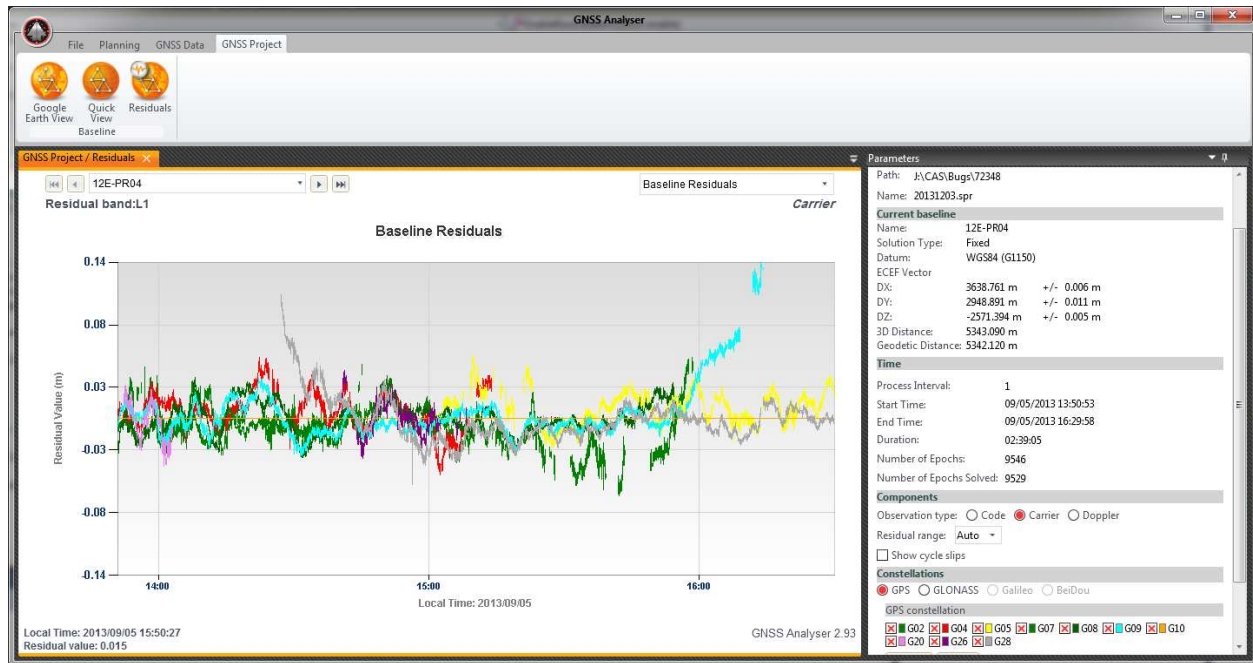 GNSS Analyser
File Planning GNSS Data GNSS Project
Google Earth View
Quick View
Residuals
Baseline
GNSS Project / Residuals
12E-PR04
Baseline Residuals
Residual band:L1
Carrier
Baseline Residuals
Residual Value (m)
0.14
0.08
0.03
-0.03
-0.08
-0.14
14:00 15:00 16:00
Local Time: 2013/09/05
Local Time: 2013/09/05 15:50:27
Residual value: 0.015
GNSS Analyser 2.93
Parameters
Path: J:\CAS\Bugs\72348
Name: 20131203.spr
Current baseline
Name: 12E-PR04
Solution Type: Fixed
Datum: WGS84 (G1150)
ECEF Vector
DX: 3638.761 m +/- 0.006 m
DY: 2948.891 m +/- 0.011 m
DZ: -2571.394 m +/- 0.005 m
3D Distance: 5343.090 m
Geodetic Distance: 5342.120 m
Time
Process Interval: 1
Start Time: 09/05/2013 13:50:53
End Time: 09/05/2013 16:29:58
Duration: 02:39:05
Number of Epochs: 9546
Number of Epochs Solved: 9529
Components
Observation type: Code Carrier Doppler
Residual range: Auto
Show cycle slips
Constellations
GPS GLONASS Galileo BeiDou
GPS constellation
G02 G04 G05 G07 G08 G09 G10
G20 G26 G28